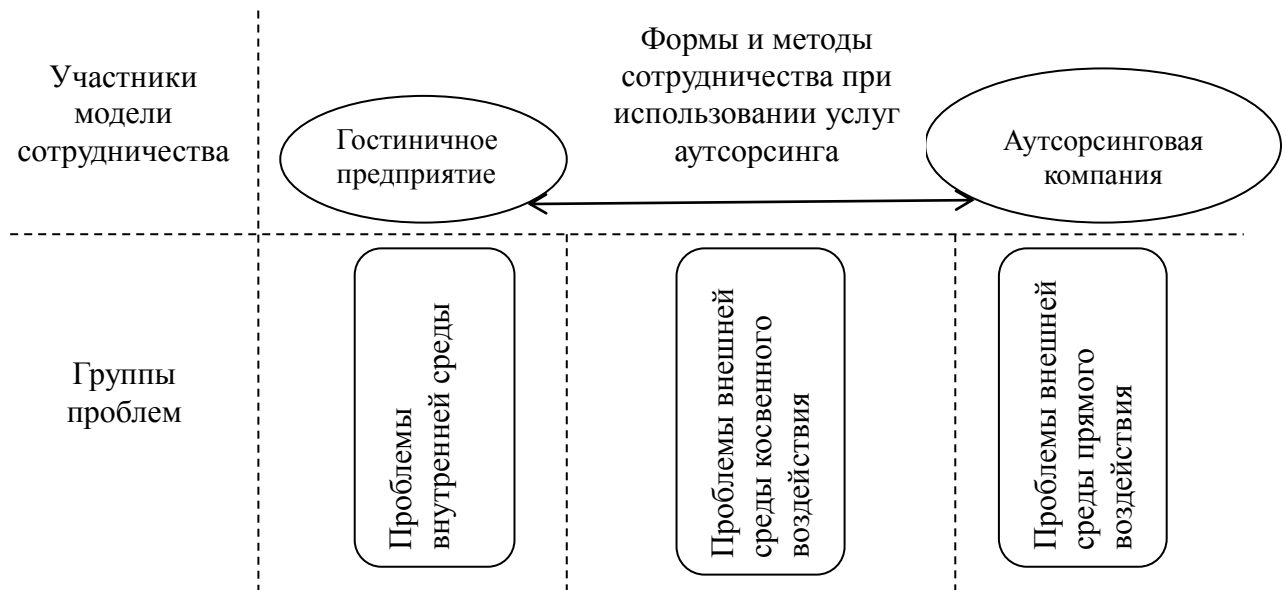 Участники
модели
сотрудничества
Гостиничное
предприятие
Формы и методы
сотрудничества при
использовании услуг
аутсорсинга
Аутсорсинговая
компания
Группы
проблем
Проблемы
внутренней среды
Проблемы внешней
среды косвенного
воздействия
Проблемы внешней
среды прямого
воздействия